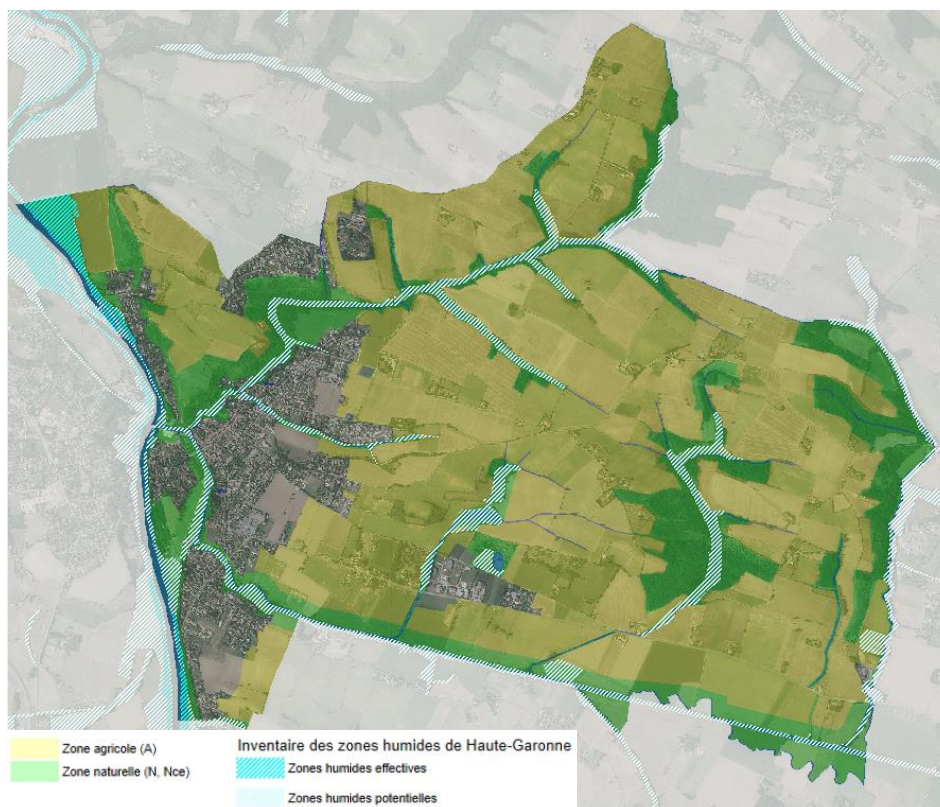 Zone agricole (A)
Zone naturelle (N, Nce)
Inventaire des zones humides de Haute-Garonne
Zones humides effectives
Zones humides potentielles